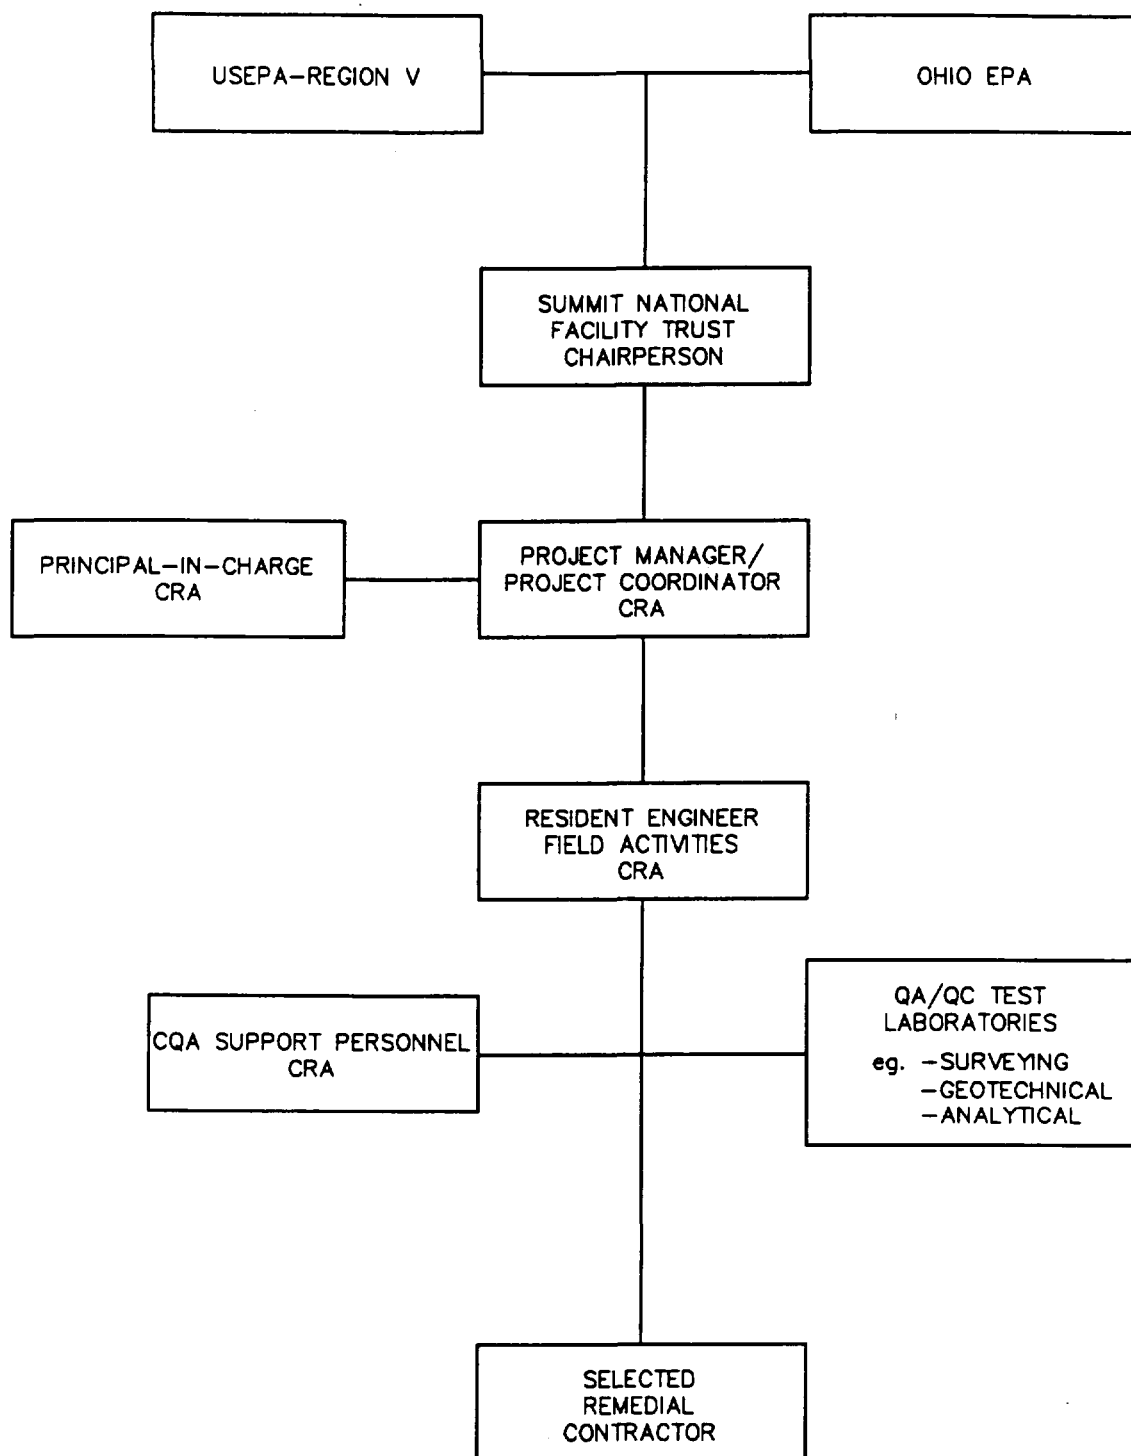 USEPA-REGION V
OHIO EPA
SUMMIT NATIONAL
FACILITY TRUST
CHAIRPERSON
PRINCIPAL-IN-CHARGE
CRA
PROJECT MANAGER/
PROJECT COORDINATOR
CRA
RESIDENT ENGINEER
FIELD ACTIVITIES
CRA
CQA SUPPORT PERSONNEL
CRA
QA/QC TEST
LABORATORIES
eg. -SURVEYING
-GEOTECHNICAL
-ANALYTICAL
SELECTED
REMEDIAL
CONTRACTOR